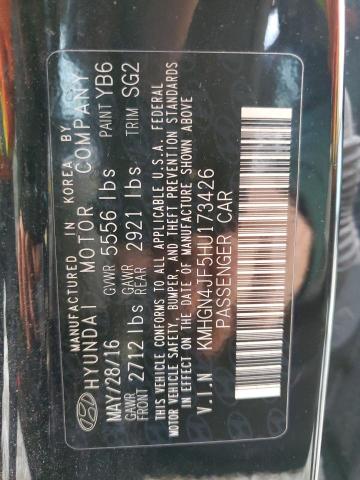 MANUFACTURED IN KOREA BY
HYUNDAI MOTOR COMPANY
MAY/28/16 GVWR 5556 lbs PAINT YB6
GAWR FRONT 2712 lbs GAWR REAR 2921 lbs TRIM SG2
THIS VEHICLE CONFORMS TO ALL APPLICABLE U.S.A. FEDERAL
MOTOR VEHICLE SAFETY, BUMPER, AND THEFT PREVENTION STANDARDS
IN EFFECT ON THE DATE OF MANUFACTURE SHOWN ABOVE.
V.I.N KMHGN4JF5HU173426
PASSENGER CAR